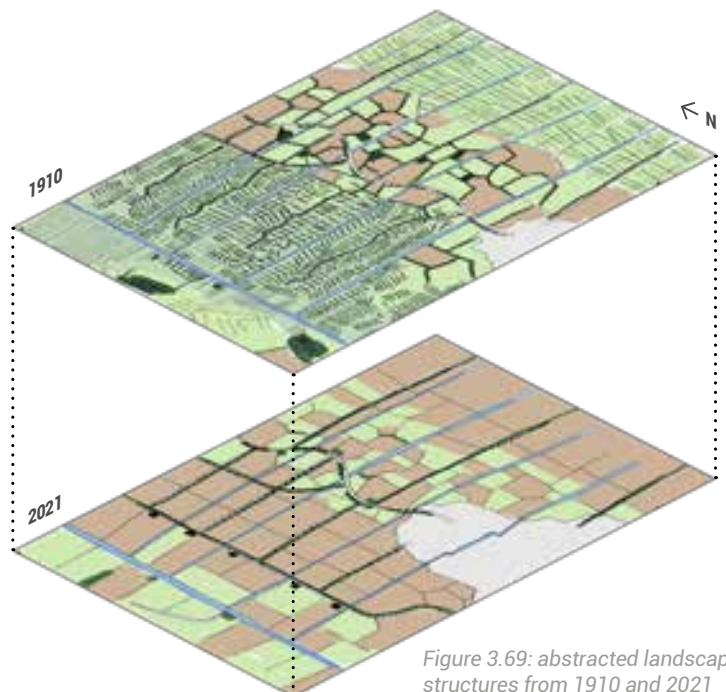 N
1910
2021
Figure 3.69: abstracted landscap
structures from 1910 and 2021